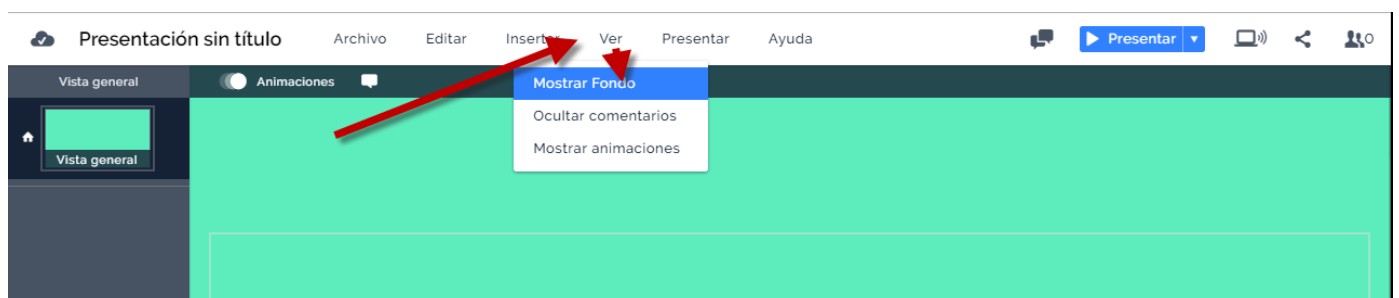 Presentación sin título Archivo Editar Insertar Ver Presentar Ayuda Presentar
Vista general Animaciones
Mostrar Fondo
Ocultar comentarios
Mostrar animaciones
Vista general